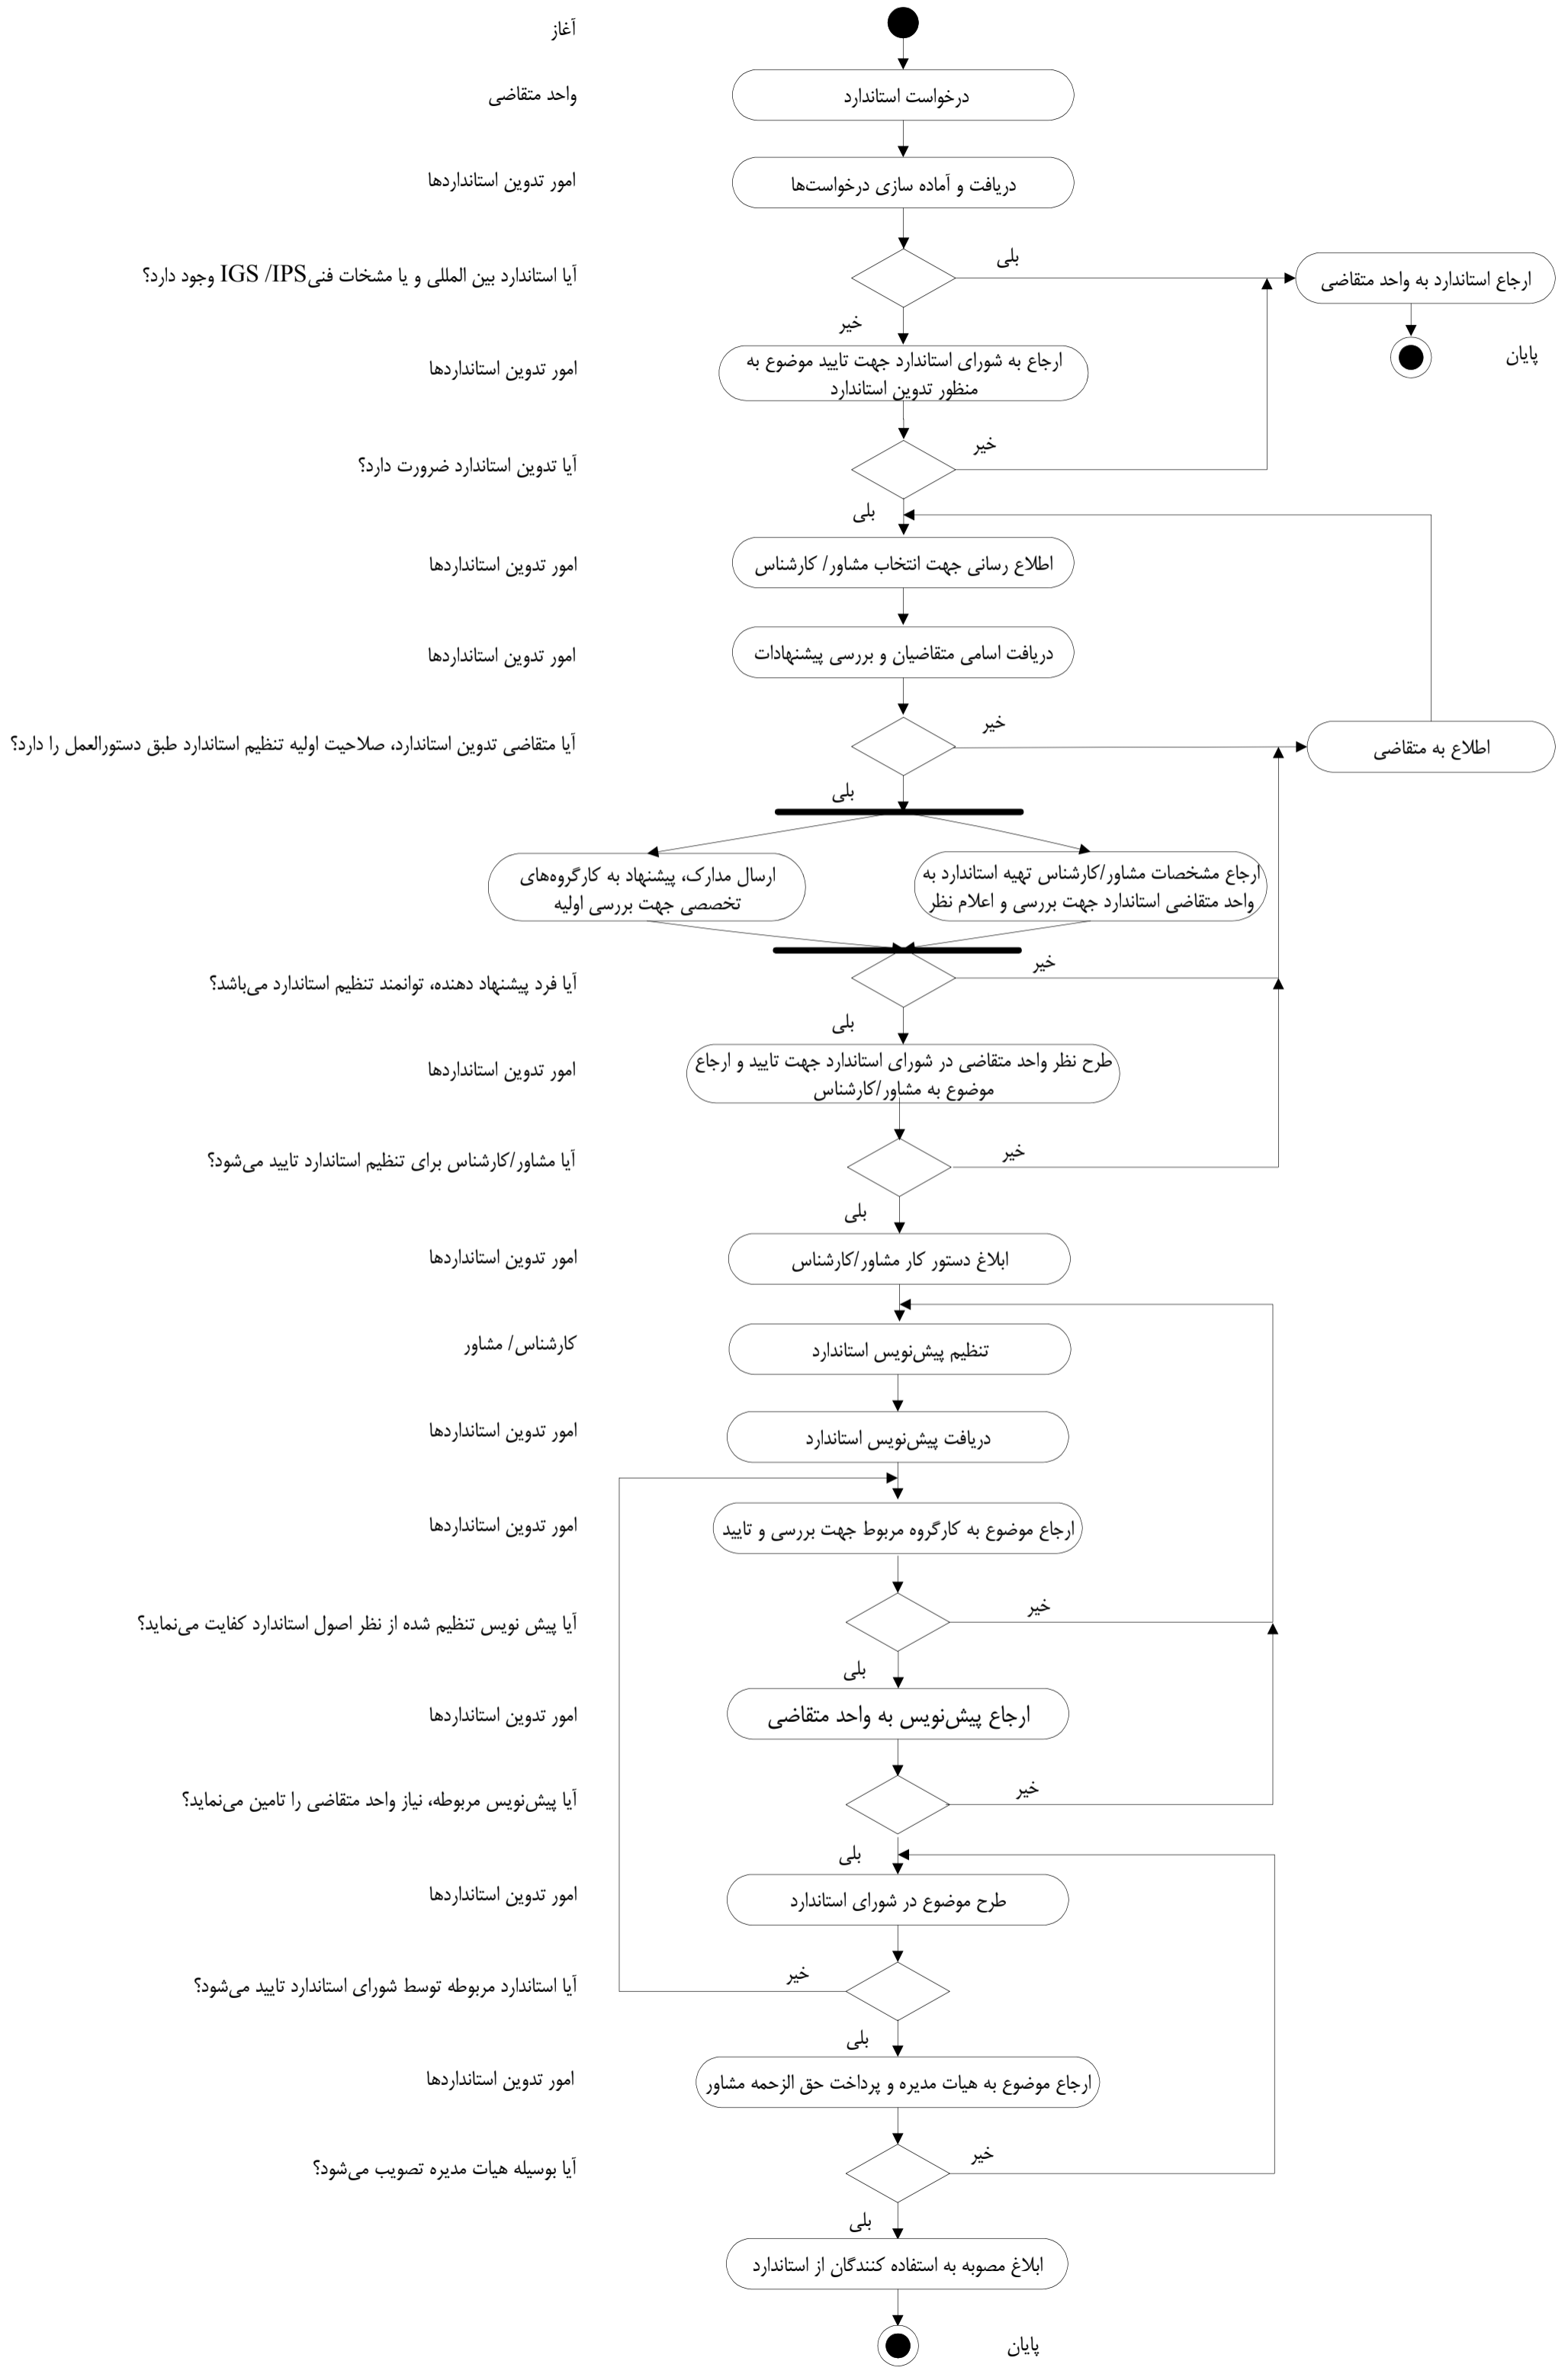 آغاز
واحد متقاضی
درخواست استاندارد
امور تدوین استانداردها
دریافت و آماده سازی درخواست‌ها
بلی
آیا استاندارد بین المللی و یا مشخات فنی IGS /IPS وجود دارد؟
ارجاع استاندارد به واحد متقاضی
خیر
پایان
امور تدوین استانداردها
ارجاع به شورای استاندارد جهت تایید موضوع به
منظور تدوین استاندارد
خیر
آیا تدوین استاندارد ضرورت دارد؟
بلی
امور تدوین استانداردها
اطلاع رسانی جهت انتخاب مشاور/ کارشناس
امور تدوین استانداردها
دریافت اسامی متقاضیان و بررسی پیشنهادات
خیر
آیا متقاضی تدوین استاندارد، صلاحیت اولیه تنظیم استاندارد طبق دستورالعمل را دارد؟
اطلاع به متقاضی
بلی
ارجاع مشخصات مشاور/کارشناس تهیه استاندارد به
واحد متقاضی استاندارد جهت بررسی و اعلام نظر
ارسال مدارک، پیشنهاد به کارگروه‌های
تخصصی جهت بررسی اولیه
خیر
آیا فرد پیشنهاد دهنده، توانمند تنظیم استاندارد می‌باشد؟
بلی
امور تدوین استانداردها
طرح نظر واحد متقاضی در شورای استاندارد جهت تایید و ارجاع
موضوع به مشاور/کارشناس
خیر
آیا مشاور/کارشناس برای تنظیم استاندارد تایید می‌شود؟
بلی
امور تدوین استانداردها
ابلاغ دستور کار مشاور/کارشناس
کارشناس/ مشاور
تنظیم پیش‌نویس استاندارد
امور تدوین استانداردها
دریافت پیش‌نویس استاندارد
امور تدوین استانداردها
ارجاع موضوع به کارگروه مربوط جهت بررسی و تایید
خیر
آیا پیش نویس تنظیم شده از نظر اصول استاندارد کفایت می‌نماید؟
بلی
امور تدوین استانداردها
ارجاع پیش‌نویس به واحد متقاضی
خیر
آیا پیش‌نویس مربوطه، نیاز واحد متقاضی را تامین می‌نماید؟
بلی
امور تدوین استانداردها
طرح موضوع در شورای استاندارد
خیر
آیا استاندارد مربوطه توسط شورای استاندارد تایید می‌شود؟
بلی
امور تدوین استانداردها
ارجاع موضوع به هیات مدیره و پرداخت حق الزحمه مشاور
خیر
آیا بوسیله هیات مدیره تصویب می‌شود؟
بلی
ابلاغ مصوبه به استفاده کنندگان از استاندارد
پایان